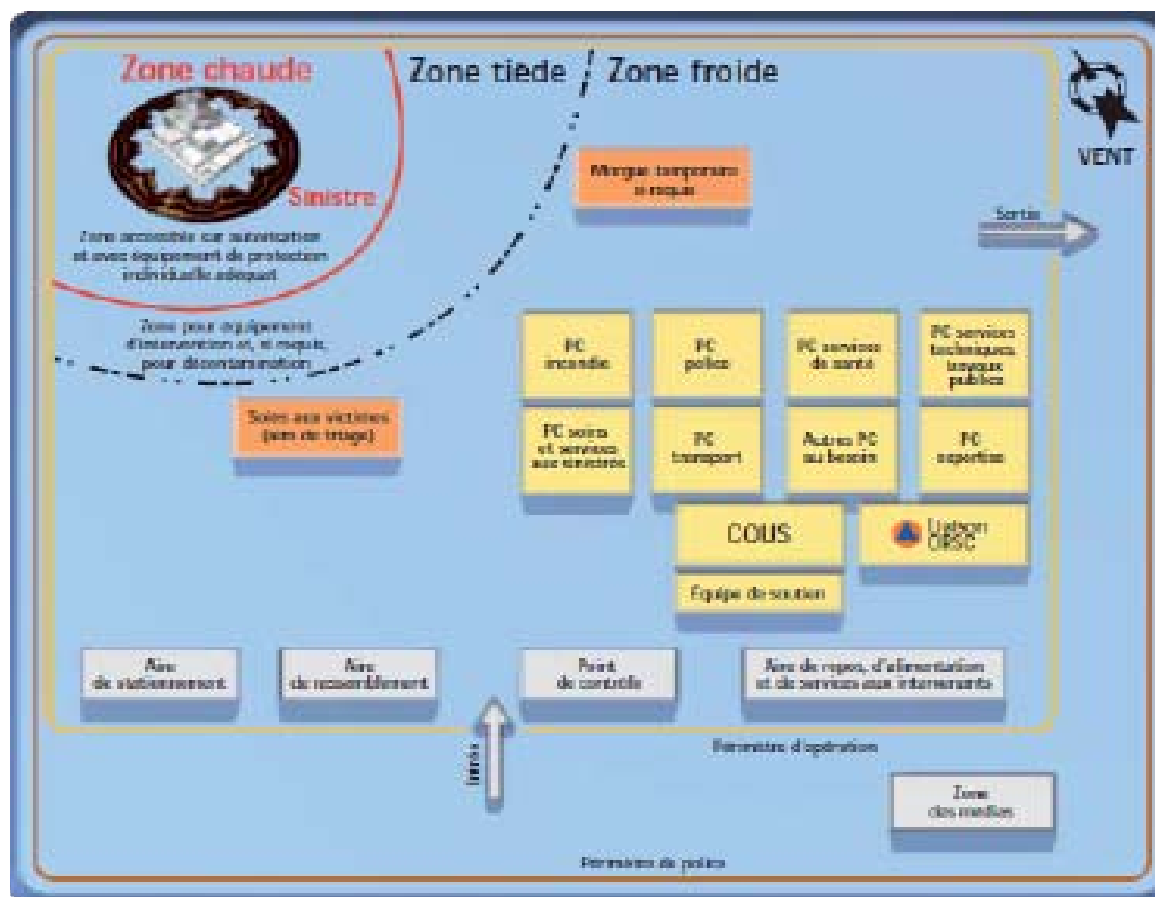 Zone chaude
Zone tiède / Zone froide
VENT
Sinistre
Zone accessible sur autorisation
et avec équipement de protection
individuelle adéquat
Morgue temporaire
si requis
Sortie
Zone pour équipement
d'intervention et, si requis,
pour décontamination
Soins aux victimes
(aire de triage)
PC
incendie
PC
police
PC services
de santé
PC services
techniques,
travaux
publics
PC soins
et services
aux sinistrés
PC
transport
Autres PC
au besoin
PC
expertise
COUS
Liaison
ORSC
Équipe de soutien
Aire
de stationnement
Aire
de rassemblement
Point
de contrôle
Aire de repos, d'alimentation
et de services aux intervenants
Entrée
Périmètre d'opération
Zone
des médias
Périmètre de police